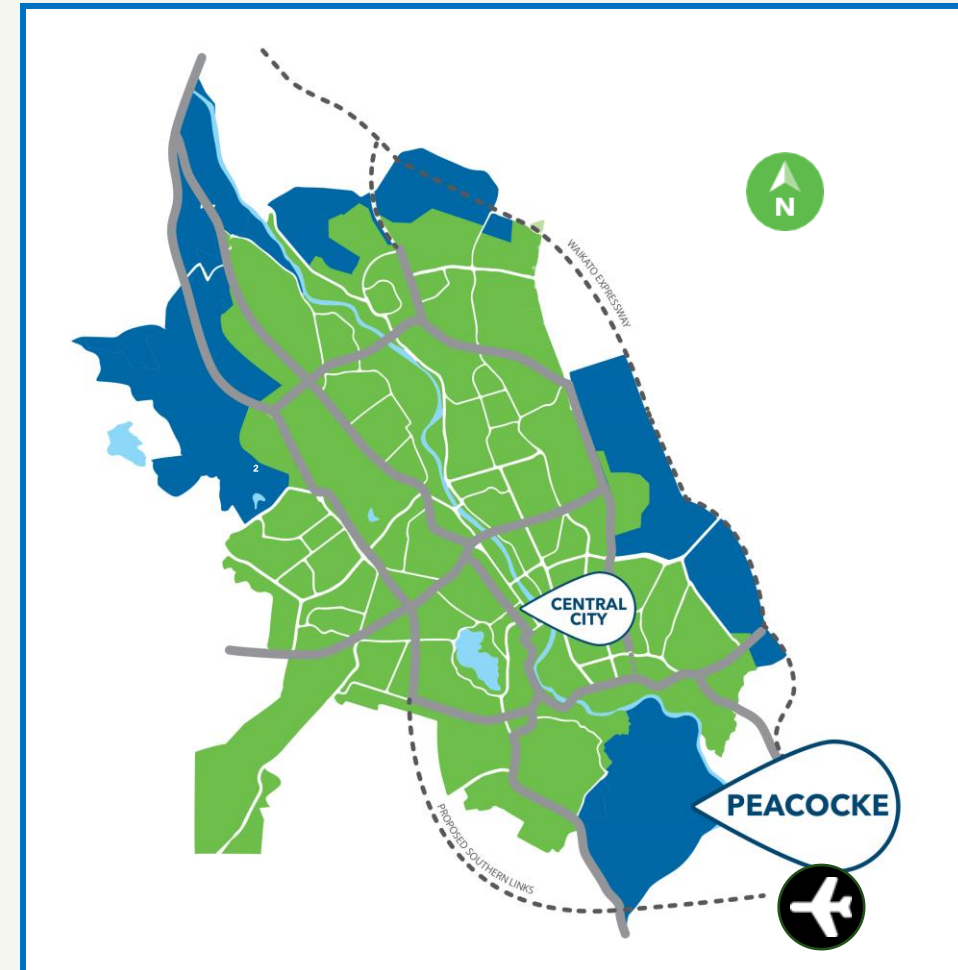 N
WAIKATO EXPRESSWAY
2
CENTRAL
CITY
PEACOCKE
PROPOSED SOUTHERN LINKS